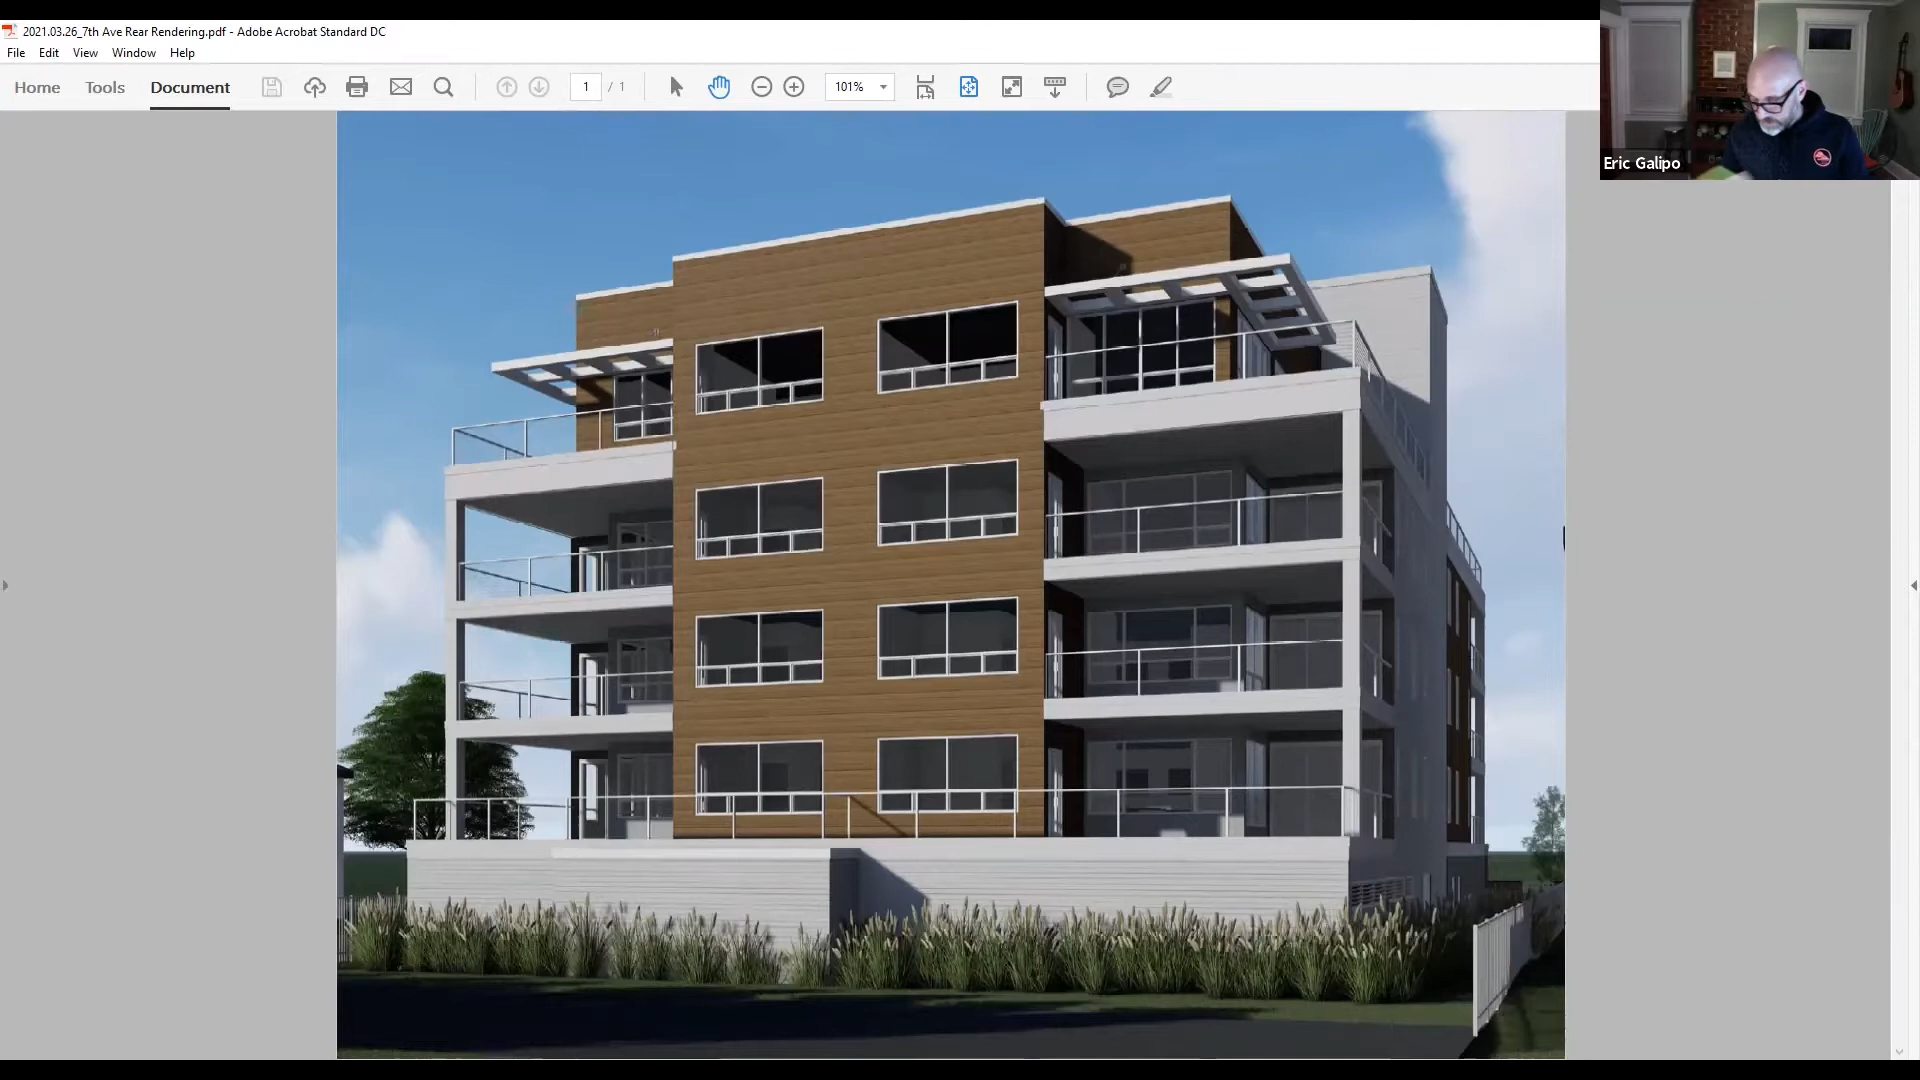 2021.03.26_7th Ave Rear Rendering.pdf - Adobe Acrobat Standard DC
File Edit View Window Help
Home Tools Document 1 / 1 101%
Eric Galipo